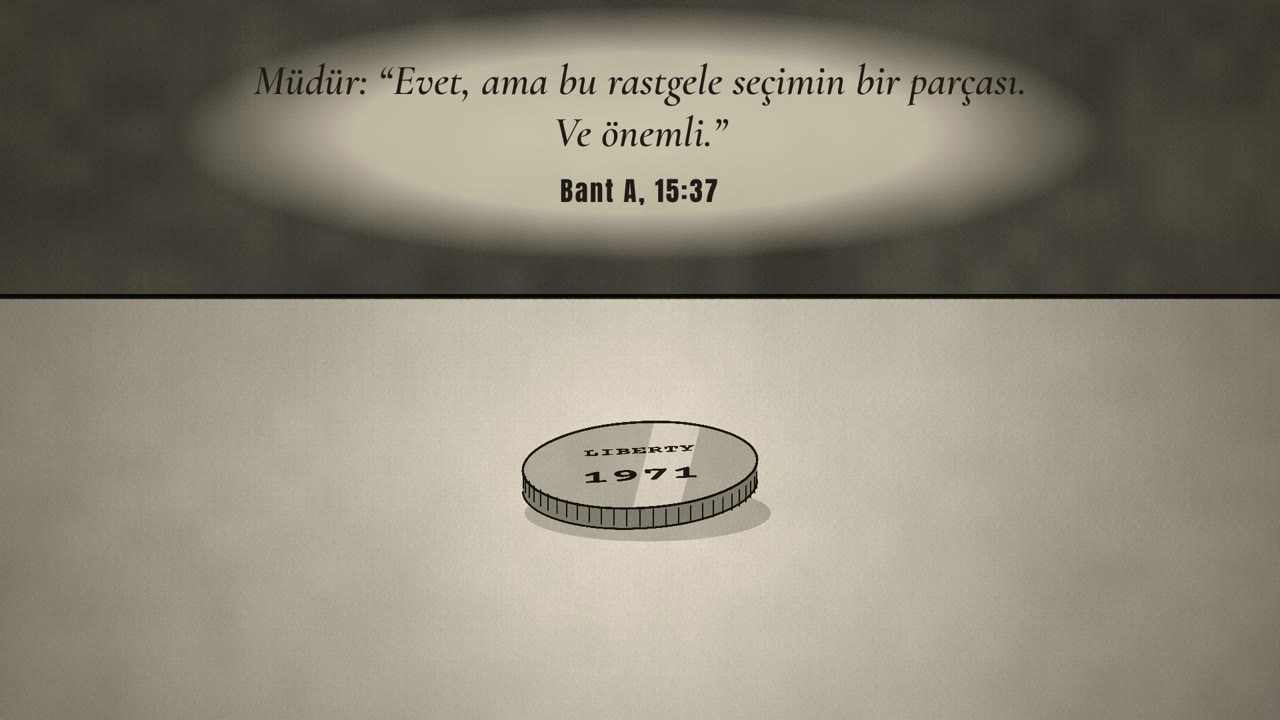 Müdür: “Evet, ama bu rastgele seçimin bir parçası.
Ve önemli.”
Bant A, 15:37
LIBERTY
1971